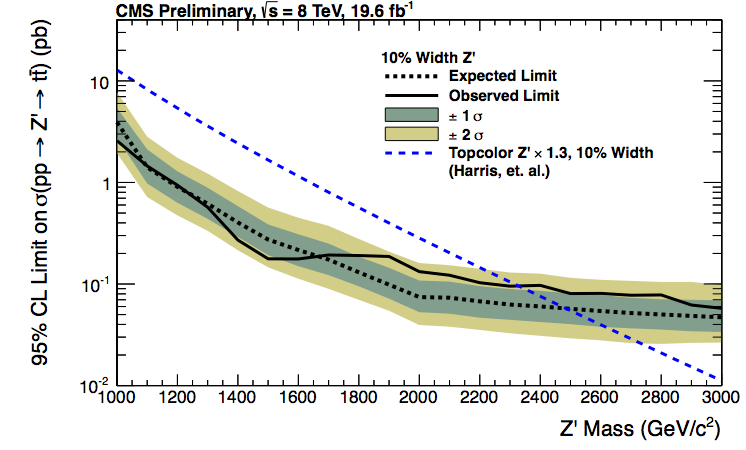 CMS Preliminary, √s = 8 TeV, 19.6 fb⁻¹
95% CL Limit on σ(pp → Z' → tt̄) (pb)
10% Width Z'
Expected Limit
Observed Limit
± 1 σ
± 2 σ
Topcolor Z' × 1.3, 10% Width
(Harris, et. al.)
10
1
10⁻¹
10⁻²
1000 1200 1400 1600 1800 2000 2200 2400 2600 2800 3000
Z' Mass (GeV/c²)